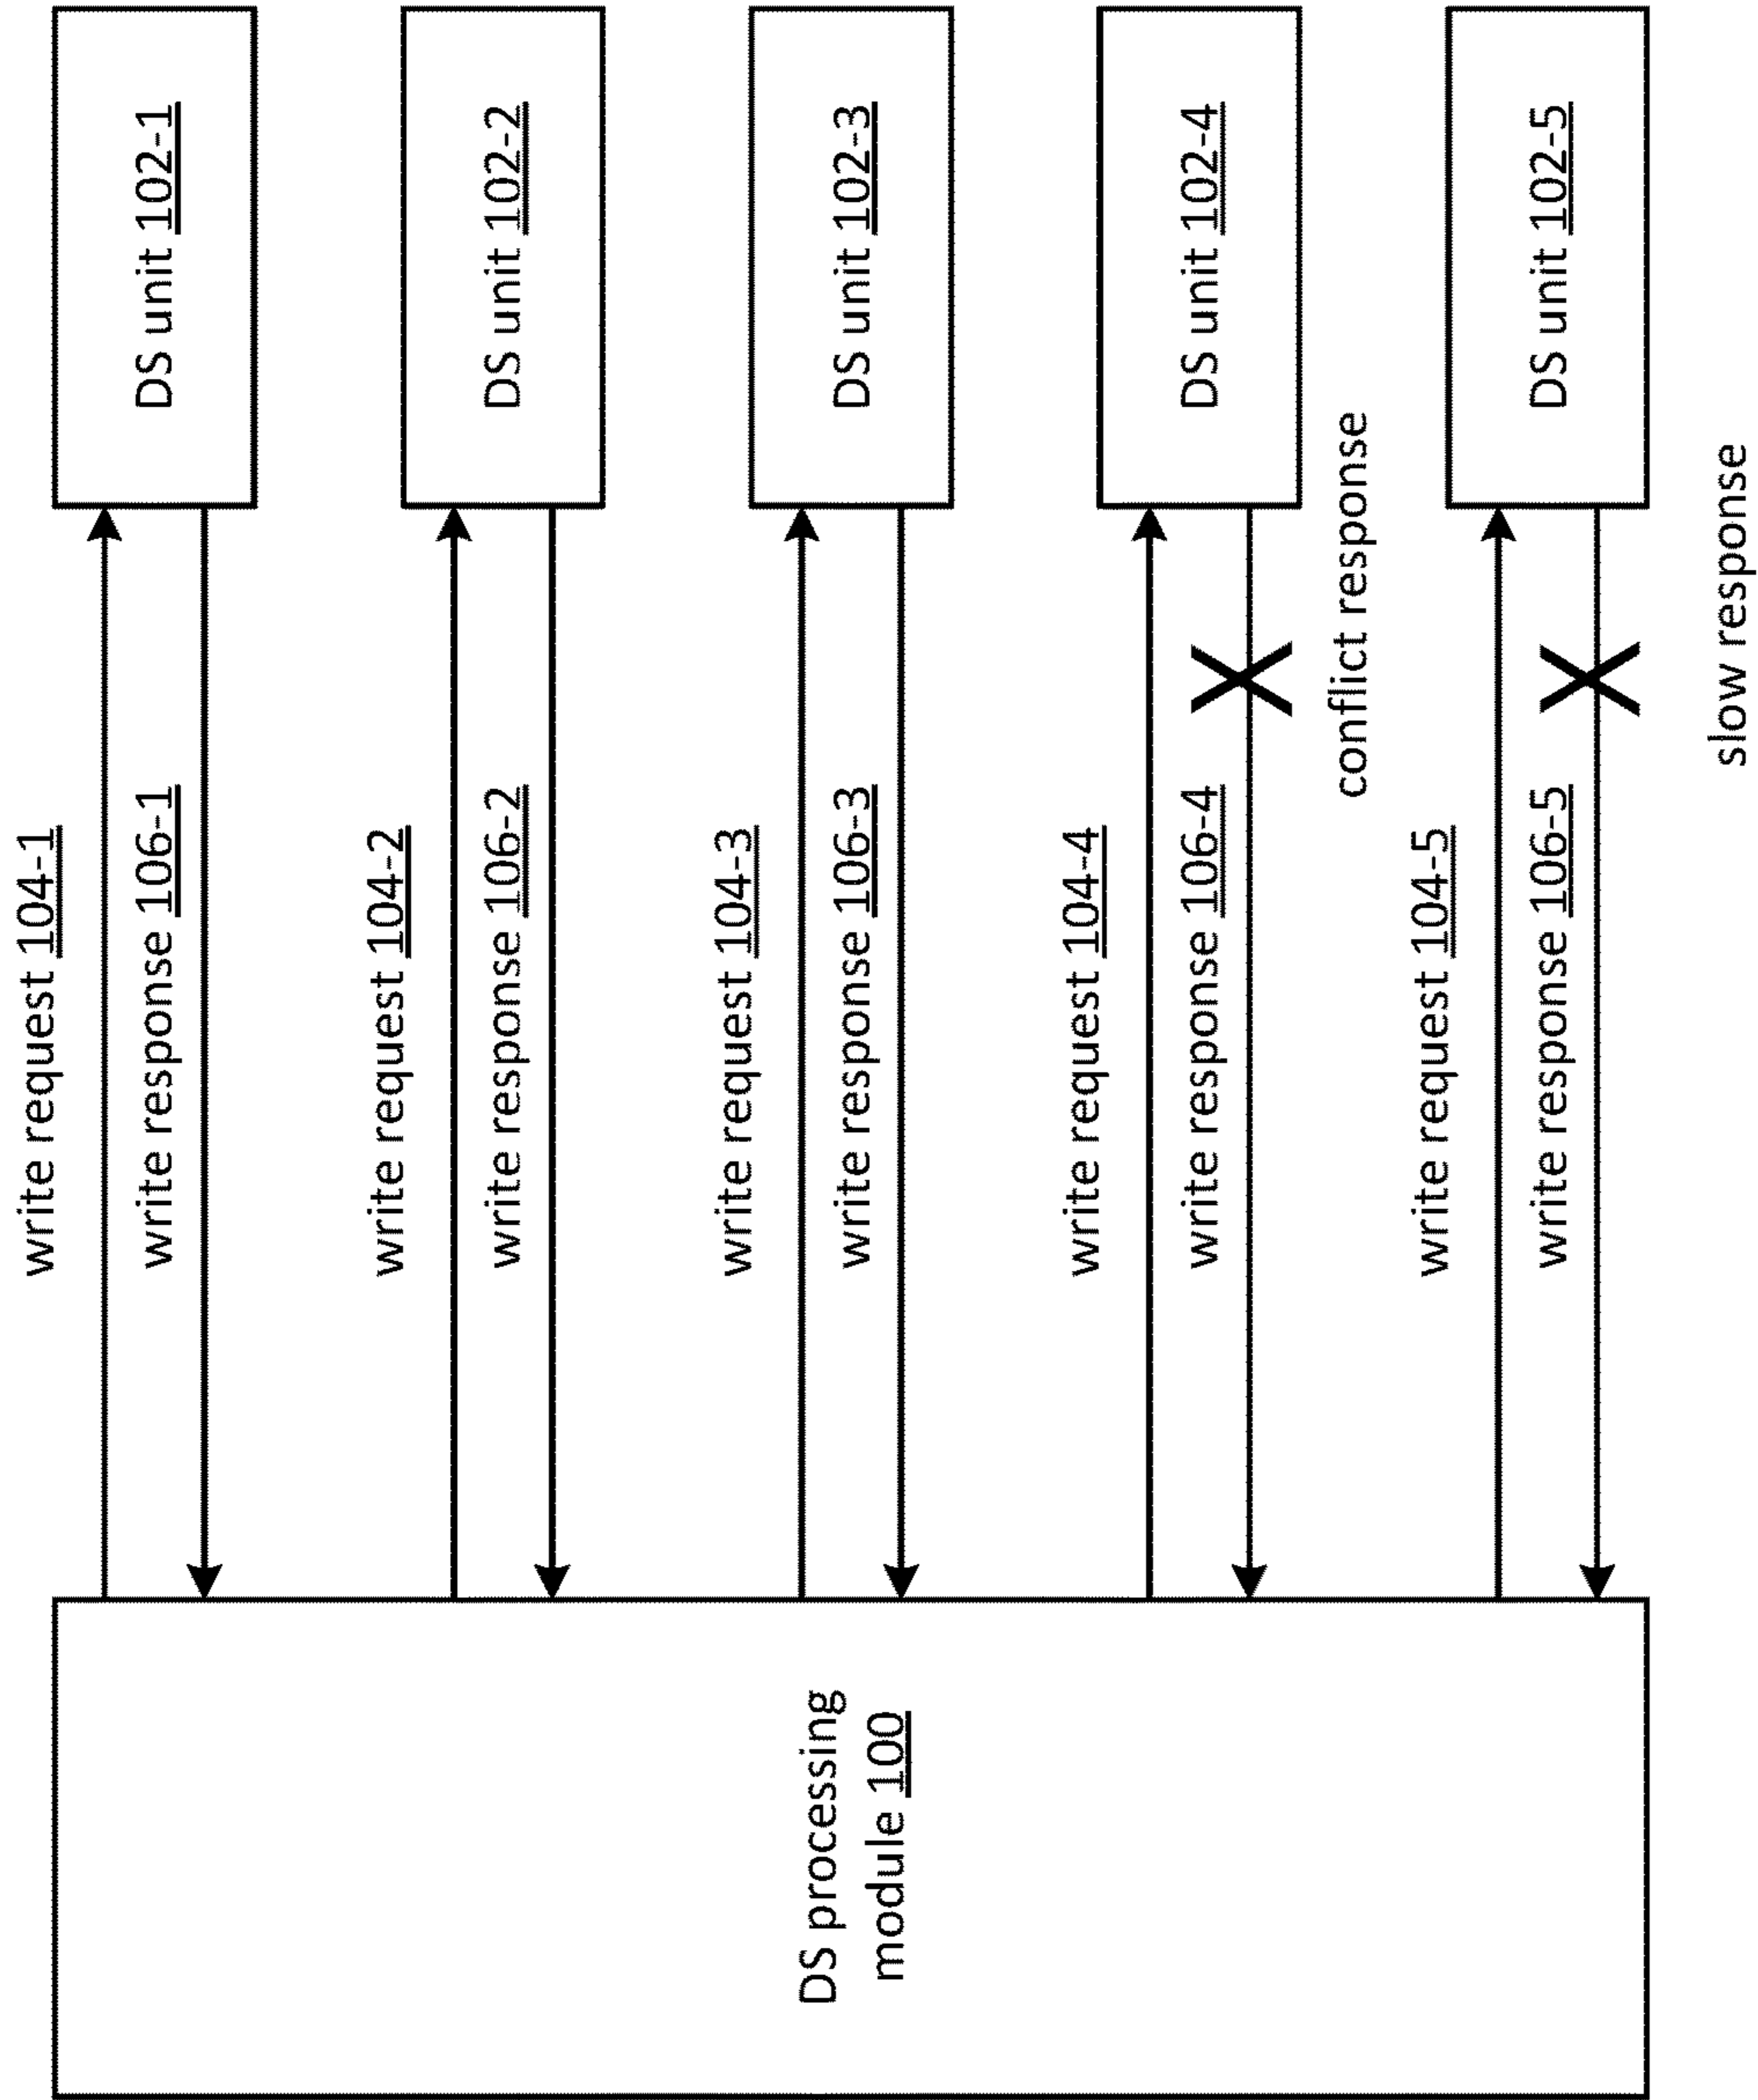 DS processing
module 100
write request 104-1
write response 106-1
DS unit 102-1
write request 104-2
write response 106-2
DS unit 102-2
write request 104-3
write response 106-3
DS unit 102-3
write request 104-4
write response 106-4
DS unit 102-4
conflict response
write request 104-5
write response 106-5
DS unit 102-5
slow response